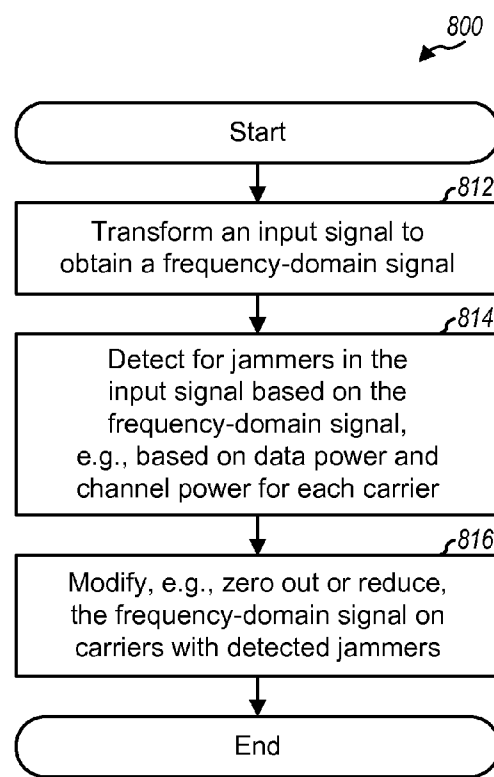 800
Start
812
Transform an input signal to
obtain a frequency-domain signal
814
Detect for jammers in the
input signal based on the
frequency-domain signal,
e.g., based on data power and
channel power for each carrier
816
Modify, e.g., zero out or reduce,
the frequency-domain signal on
carriers with detected jammers
End